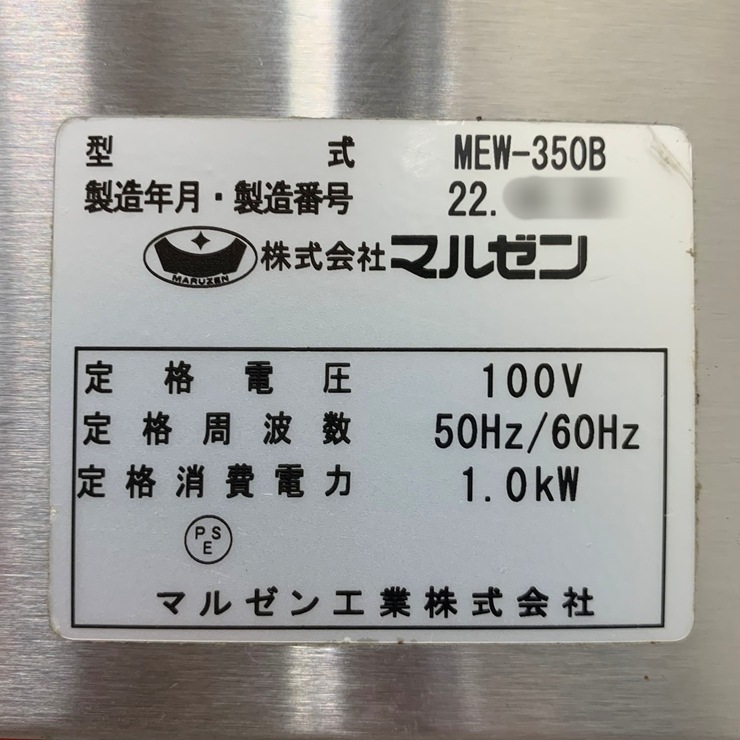 型式 MEW-350B
製造年月・製造番号 22.
MARUZEN 株式会社マルゼン
定格電圧 100V
定格周波数 50Hz/60Hz
定格消費電力 1.0kW
PSE
マルゼン工業株式会社